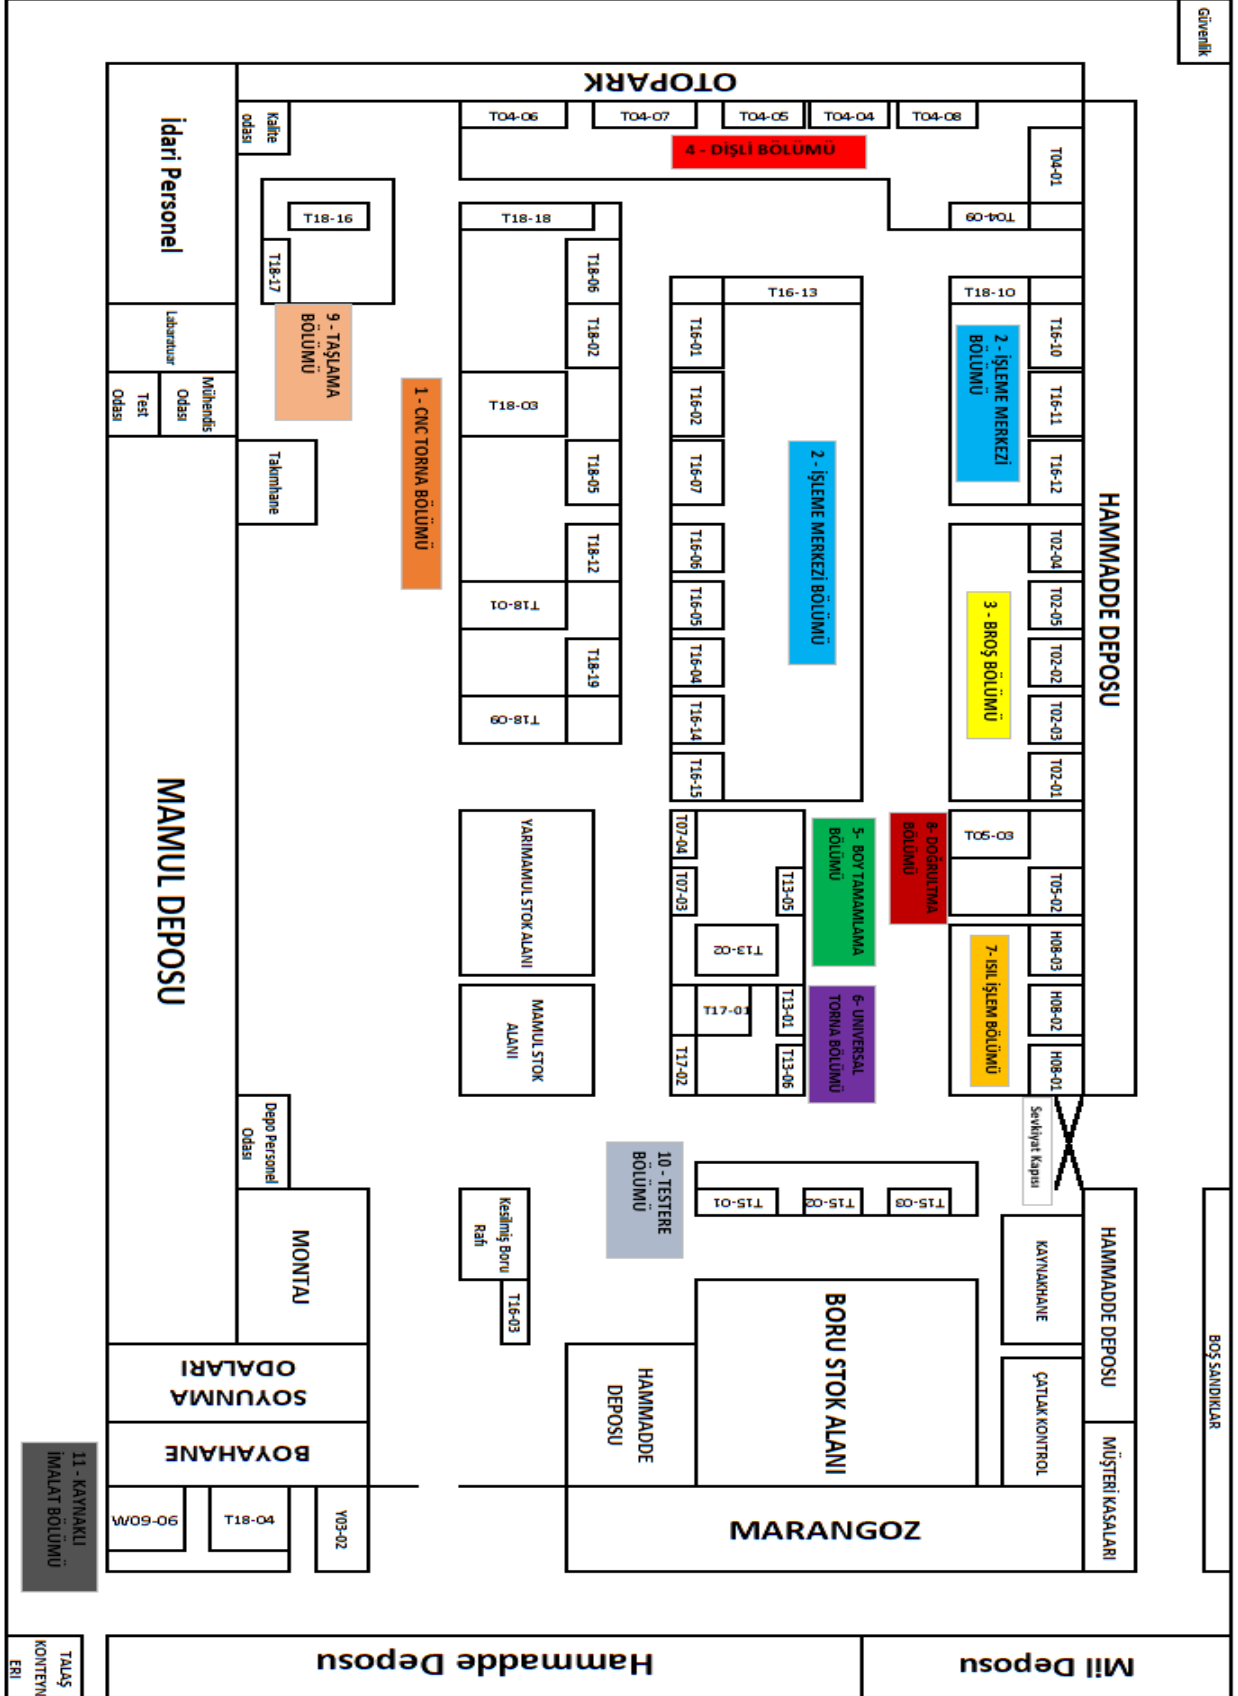 Güvenlik
OTOPARK
İdari Personel
Kalite
odası
T04-06
T04-07
T04-05
T04-04
T04-08
4 - DİŞLİ BÖLÜMÜ
T04-01
T04-09
T18-16
T18-17
T18-18
T18-06
T18-02
T18-03
T18-05
T18-12
T18-01
T18-19
T18-09
9 - TAŞLAMA
BÖLÜMÜ
1 - CNC TORNA BÖLÜMÜ
Labaratuar
Mühendis
Odası
Test
Odası
Takımhane
T16-13
T16-01
T16-02
T16-07
T16-06
T16-05
T16-04
T16-14
T16-15
2 - İŞLEME MERKEZİ BÖLÜMÜ
T18-10
T16-10
T16-11
T16-12
2 - İŞLEME MERKEZİ
BÖLÜMÜ
T02-04
T02-05
T02-02
T02-03
T02-01
3 - BROŞ BÖLÜMÜ
HAMMADDE DEPOSU
MAMUL DEPOSU
YARIMAMUL STOK ALANI
MAMUL STOK
ALANI
T07-04
T07-03
T13-05
T13-02
T17-01
T13-01
T17-02
T13-06
5- BOY TAMAMLAMA
BÖLÜMÜ
6- UNIVERSAL
TORNA BÖLÜMÜ
8- DOĞRULTMA
BÖLÜMÜ
T05-03
T05-02
H08-03
H08-02
H08-01
7- ISIL İŞLEM BÖLÜMÜ
Sevkiyat Kapısı
Depo Personel
Odası
MONTAJ
Kesilmiş Boru
Rafı
T16-03
10 - TESTERE
BÖLÜMÜ
T15-01
T15-02
T15-03
KAYNAKHANE
HAMMADDE DEPOSU
BORU STOK ALANI
HAMMADDE
DEPOSU
ÇATLAK KONTROL
MÜŞTERİ KASALARI
BOŞ SANDIKLAR
SOYUNMA
ODALARI
BOYAHANE
11 - KAYNAKLI
İMALAT BÖLÜMÜ
W09-06
T18-04
Y03-02
MARANGOZ
TALAŞ
KONTEYN
ERI
Hammadde Deposu
Mil Deposu